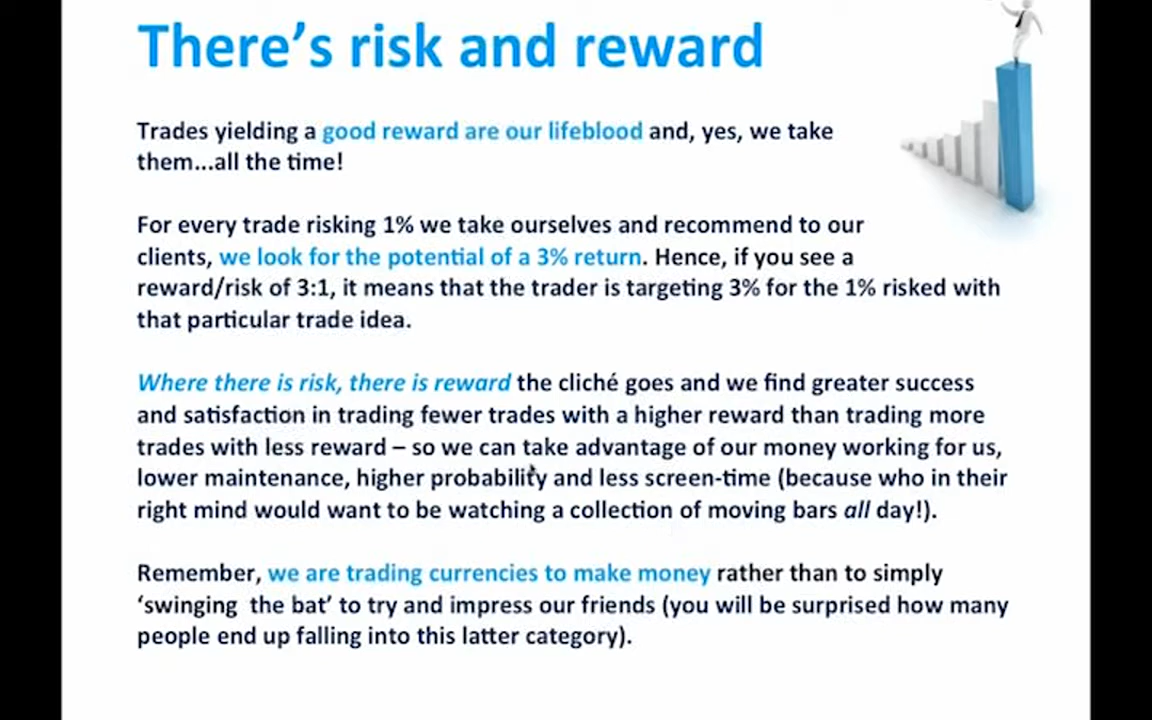 There's risk and reward
Trades yielding a good reward are our lifeblood and, yes, we take
them...all the time!
For every trade risking 1% we take ourselves and recommend to our
clients, we look for the potential of a 3% return. Hence, if you see a
reward/risk of 3:1, it means that the trader is targeting 3% for the 1% risked with
that particular trade idea.
Where there is risk, there is reward the cliché goes and we find greater success
and satisfaction in trading fewer trades with a higher reward than trading more
trades with less reward – so we can take advantage of our money working for us,
lower maintenance, higher probability and less screen-time (because who in their
right mind would want to be watching a collection of moving bars all day!).
Remember, we are trading currencies to make money rather than to simply
‘swinging  the bat’ to try and impress our friends (you will be surprised how many
people end up falling into this latter category).